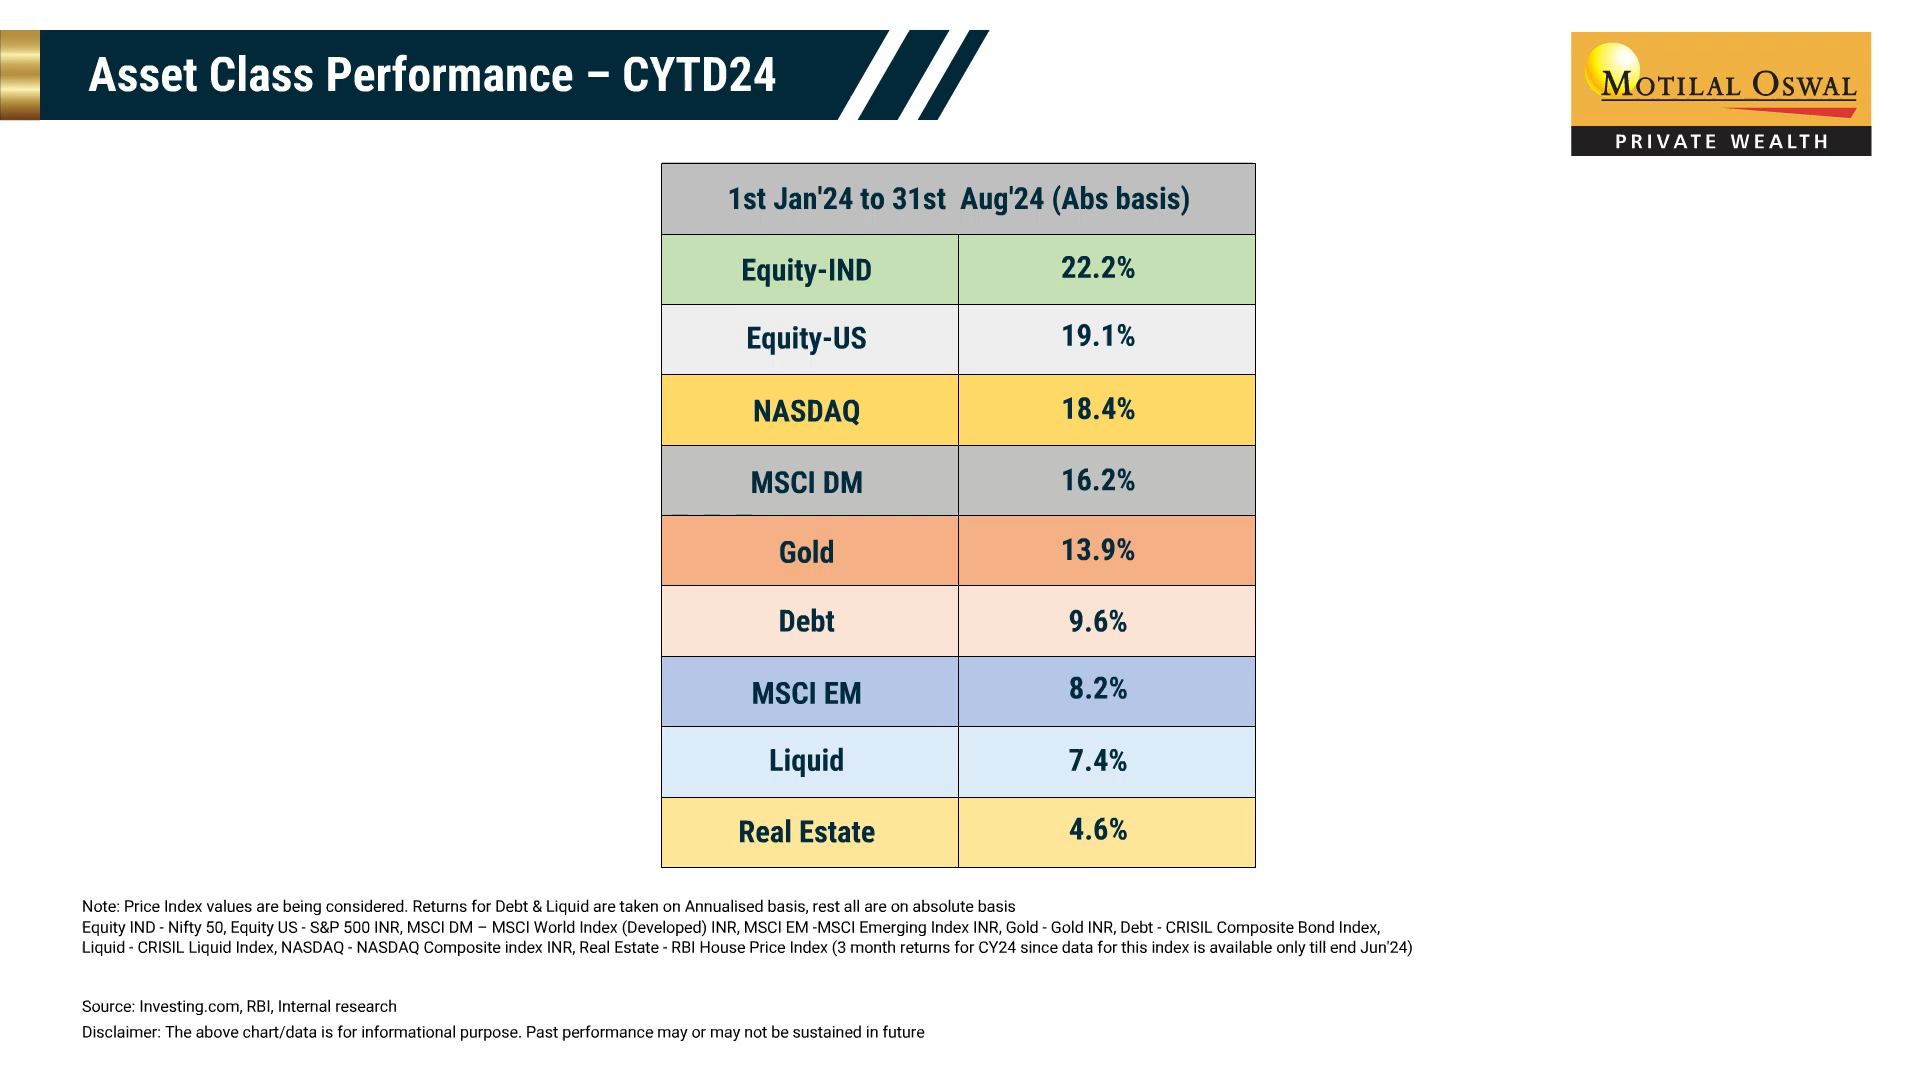 Asset Class Performance – CYTD24
MOTILAL OSWAL
PRIVATE WEALTH
1st Jan'24 to 31st Aug'24 (Abs basis)
Equity-IND 22.2%
Equity-US 19.1%
NASDAQ 18.4%
MSCI DM 16.2%
Gold 13.9%
Debt 9.6%
MSCI EM 8.2%
Liquid 7.4%
Real Estate 4.6%
Note: Price Index values are being considered. Returns for Debt & Liquid are taken on Annualised basis, rest all are on absolute basis
Equity IND - Nifty 50, Equity US - S&P 500 INR, MSCI DM – MSCI World Index (Developed) INR, MSCI EM -MSCI Emerging Index INR, Gold - Gold INR, Debt - CRISIL Composite Bond Index,
Liquid - CRISIL Liquid Index, NASDAQ - NASDAQ Composite index INR, Real Estate - RBI House Price Index (3 month returns for CY24 since data for this index is available only till end Jun'24)
Source: Investing.com, RBI, Internal research
Disclaimer: The above chart/data is for informational purpose. Past performance may or may not be sustained in future